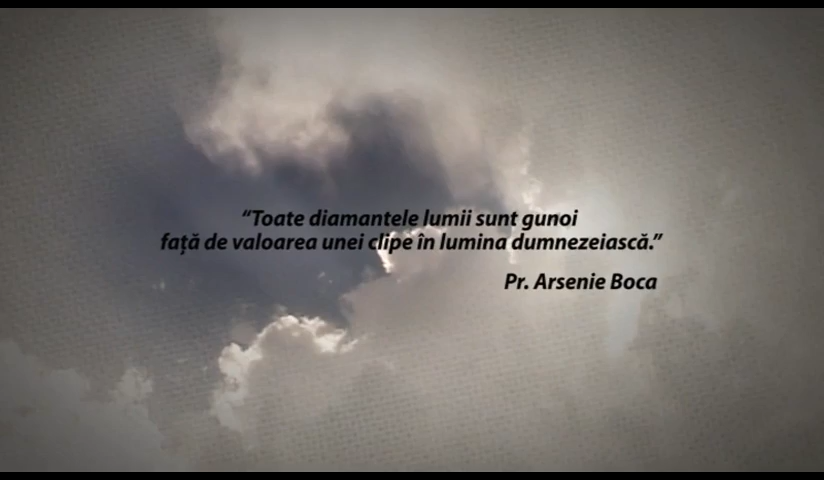 “Toate diamantele lumii sunt gunoi
față de valoarea unei clipe în lumina dumnezeiască.”
Pr. Arsenie Boca